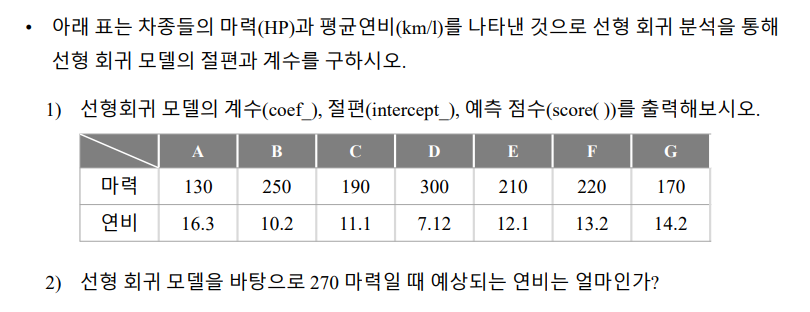 • 아래 표는 차종들의 마력(HP)과 평균연비(km/l)를 나타낸 것으로 선형 회귀 분석을 통해
선형 회귀 모델의 절편과 계수를 구하시오.
1) 선형회귀 모델의 계수(coef_), 절편(intercept_), 예측 점수(score( ))를 출력해보시오.
A B C D E F G
마력 130 250 190 300 210 220 170
연비 16.3 10.2 11.1 7.12 12.1 13.2 14.2
2) 선형 회귀 모델을 바탕으로 270 마력일 때 예상되는 연비는 얼마인가?